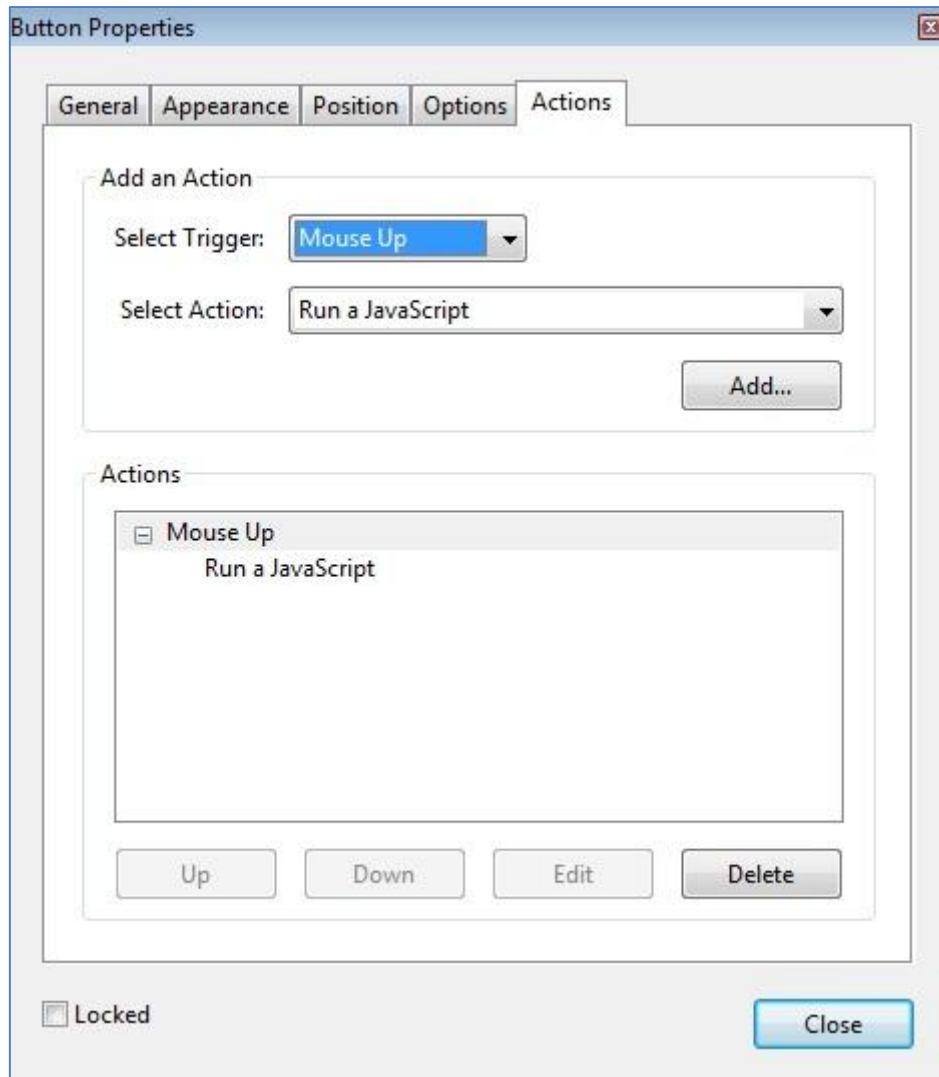 Button Properties
General Appearance Position Options Actions
Add an Action
Select Trigger: Mouse Up
Select Action: Run a JavaScript
Add...
Actions
Mouse Up
Run a JavaScript
Up Down Edit Delete
Locked
Close